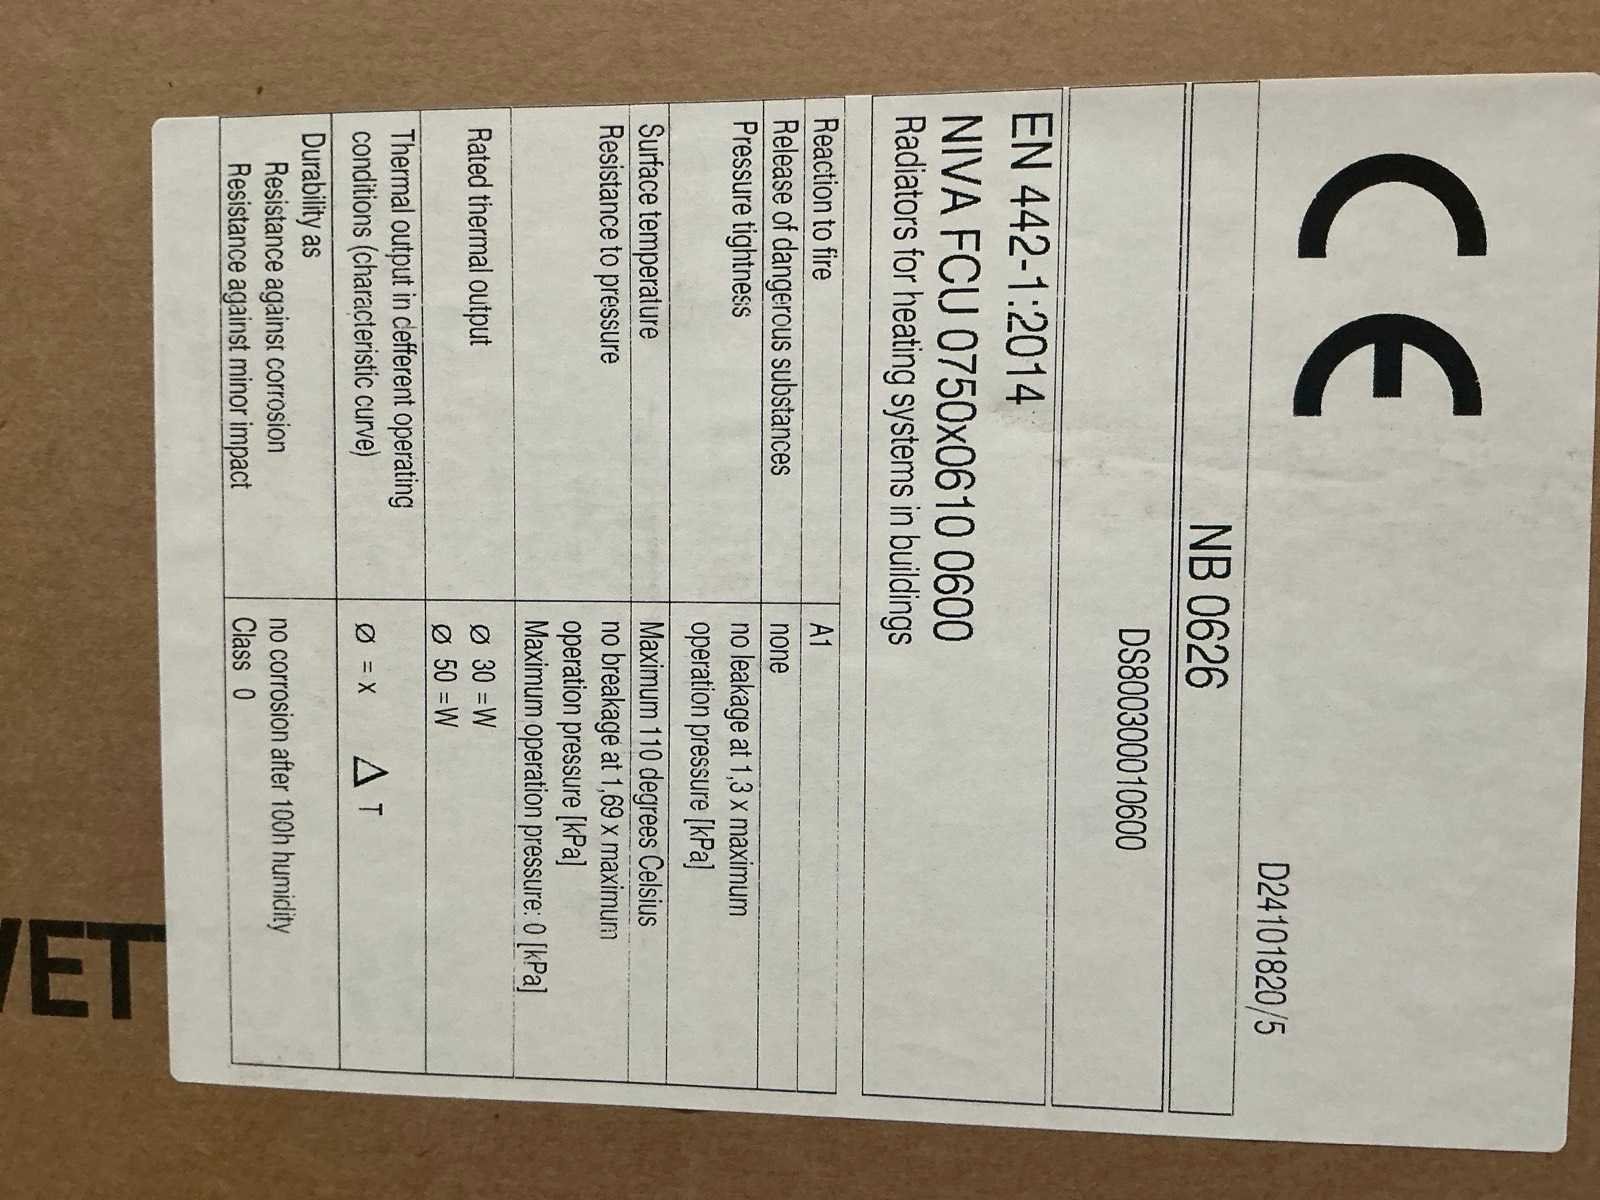 CE
D24101820/5
NB 0626
DS80030010600
EN 442-1:2014
NIVA FCU 0750x0610 0600
Radiators for heating systems in buildings
Reaction to fire A1
Release of dangerous substances none
Pressure tightness no leakage at 1,3 x maximum
operation pressure [kPa]
Surface temperature Maximum 110 degrees Celsius
Resistance to pressure no breakage at 1,69 x maximum
operation pressure [kPa]
Maximum operation pressure: 0 [kPa]
Rated thermal output Ø 30 =W
Ø 50 =W
Thermal output in defferent operating
conditions (characteristic curve) Ø = x Δ T
Durability as
Resistance against corrosion no corrosion after 100h humidity
Resistance against minor impact Class 0
VET